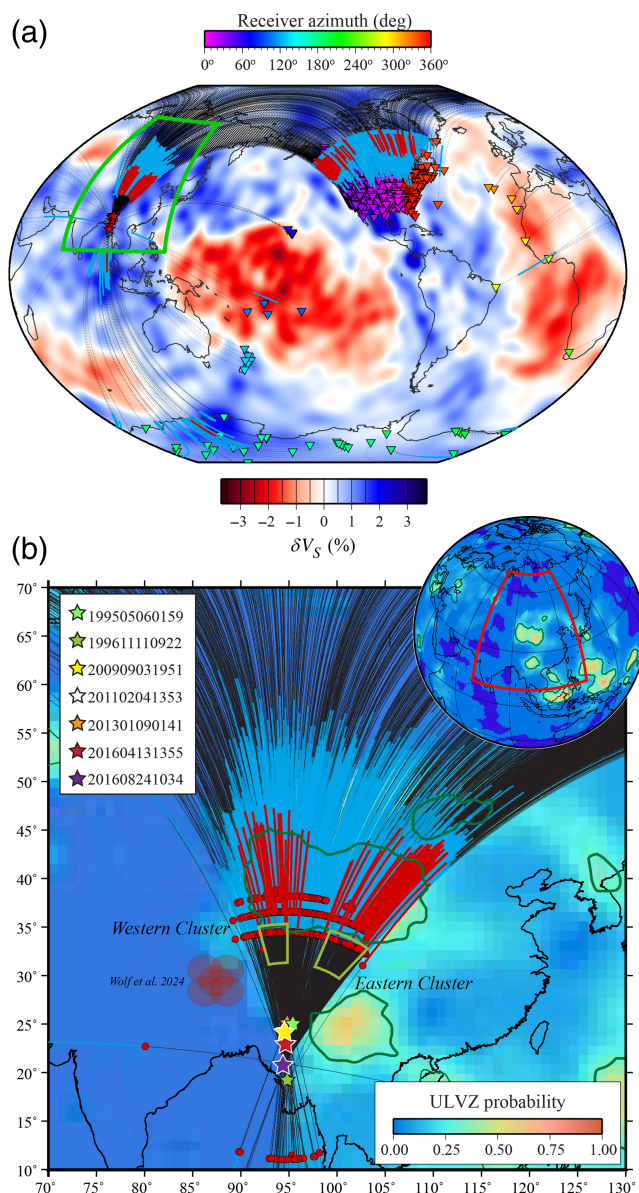 (a)
Receiver azimuth (deg)
0° 60° 120° 180° 240° 300° 360°
−3 −2 −1 0 1 2 3
δV_S (%)
(b)
70°
65°
60°
55°
50°
45°
40°
35°
30°
25°
20°
15°
10°
199505060159
199611110922
200909031951
201102041353
201301090141
201604131355
201608241034
Western Cluster
Wolf et al. 2024
Eastern Cluster
ULVZ probability
0.00 0.25 0.50 0.75 1.00
70° 75° 80° 85° 90° 95° 100° 105° 110° 115° 120° 125° 130°